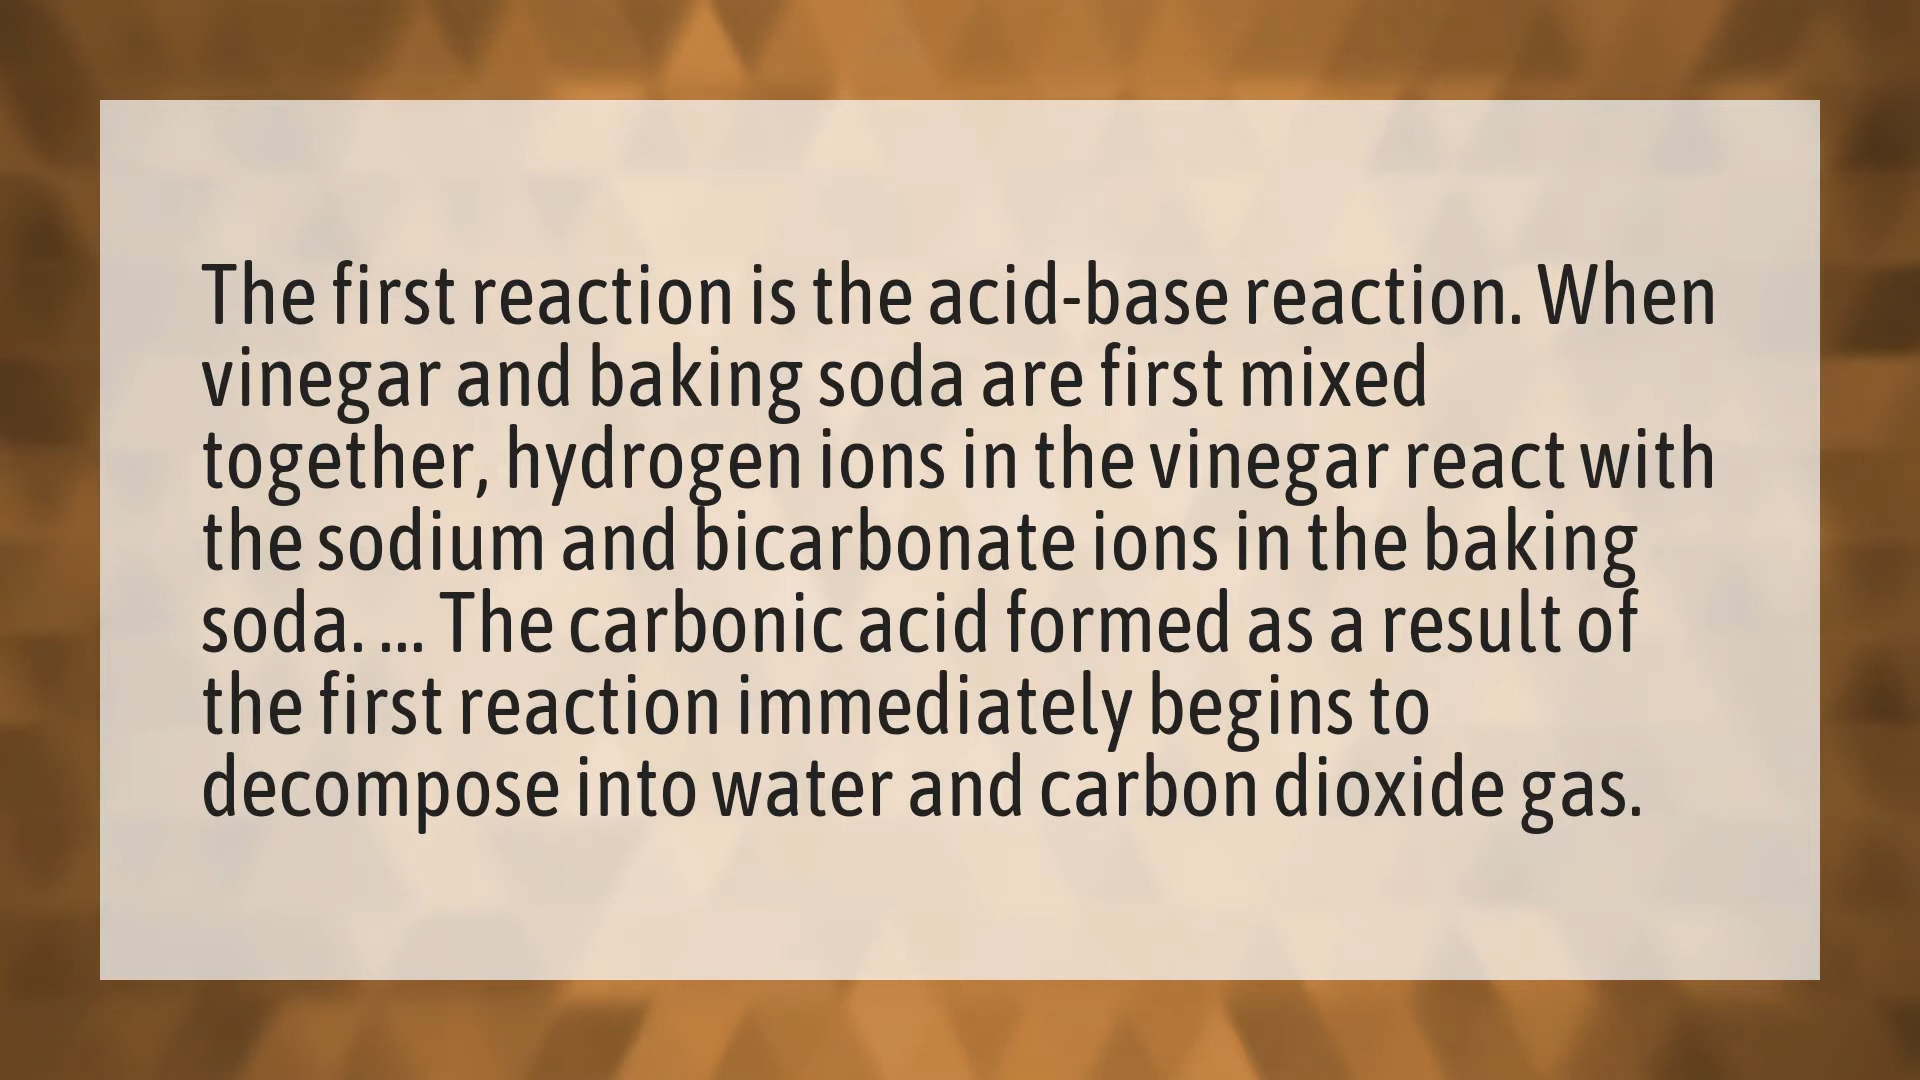 The first reaction is the acid-base reaction. When
vinegar and baking soda are first mixed
together, hydrogen ions in the vinegar react with
the sodium and bicarbonate ions in the baking
soda. ... The carbonic acid formed as a result of
the first reaction immediately begins to
decompose into water and carbon dioxide gas.